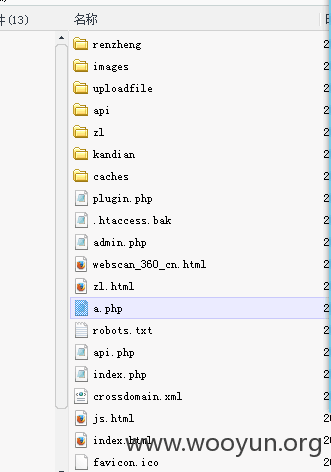 件 (13)
名称
renzheng
images
uploadfile
api
zl
kandian
caches
plugin.php
.htaccess.bak
admin.php
webscan_360_cn.html
zl.html
a.php
robots.txt
api.php
index.php
crossdomain.xml
js.html
index.html
www.wooyun.org
favicon.ico